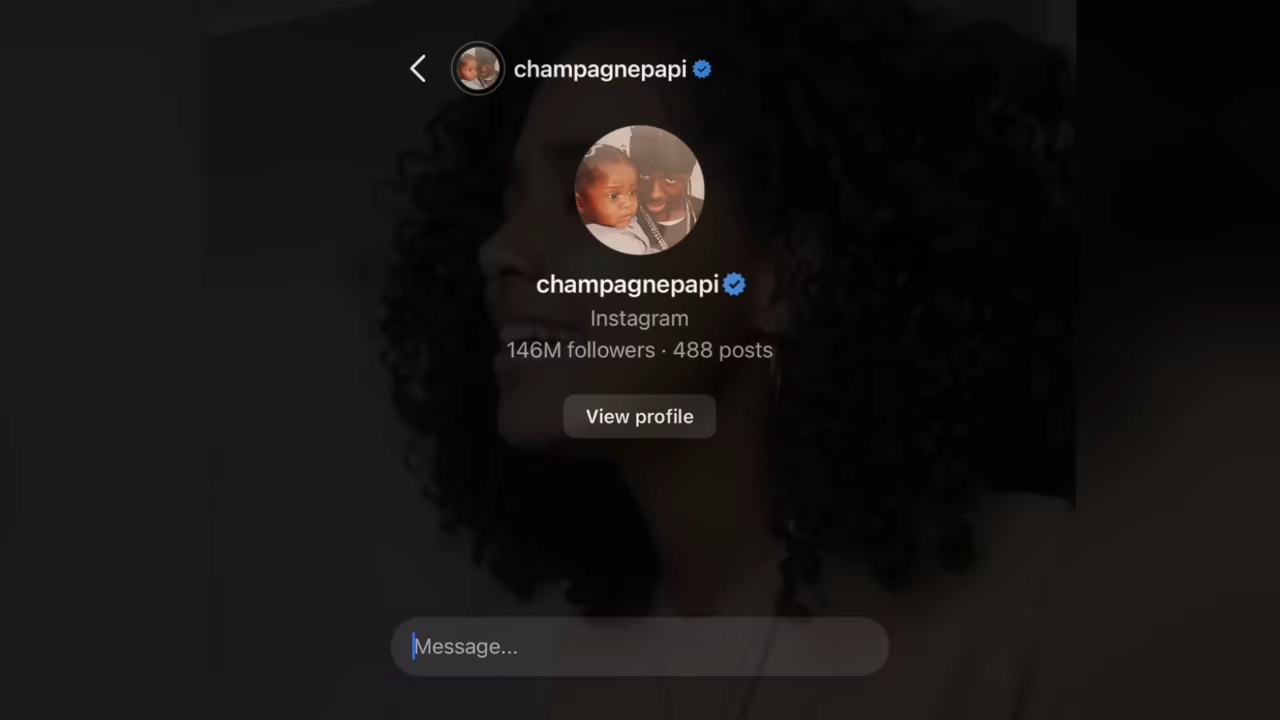 champagnepapi
champagnepapi
Instagram
146M followers · 488 posts
View profile
Message...